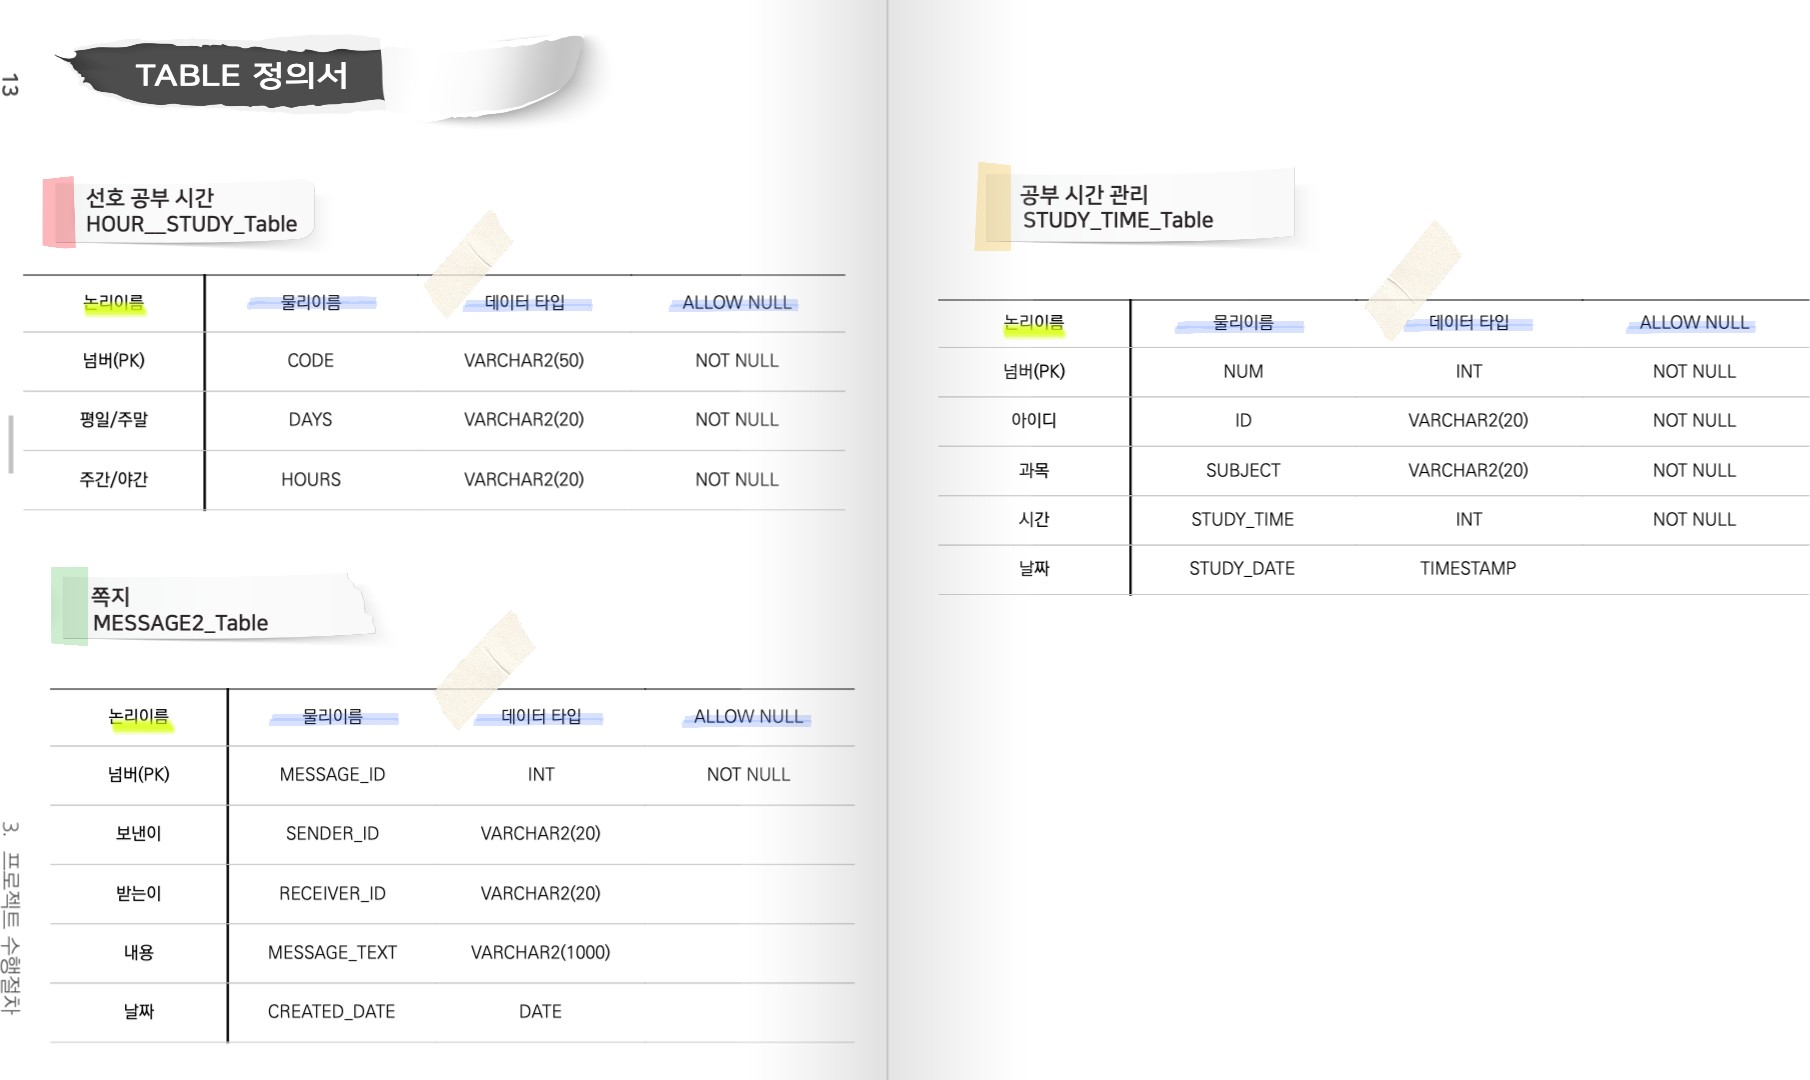 13
TABLE 정의서
선호 공부 시간
HOUR__STUDY_Table
논리이름 물리이름 데이터 타입 ALLOW NULL
넘버(PK) CODE VARCHAR2(50) NOT NULL
평일/주말 DAYS VARCHAR2(20) NOT NULL
주간/야간 HOURS VARCHAR2(20) NOT NULL
쪽지
MESSAGE2_Table
논리이름 물리이름 데이터 타입 ALLOW NULL
넘버(PK) MESSAGE_ID INT NOT NULL
보낸이 SENDER_ID VARCHAR2(20)
받는이 RECEIVER_ID VARCHAR2(20)
내용 MESSAGE_TEXT VARCHAR2(1000)
날짜 CREATED_DATE DATE
3. 프로젝트 수행절차
공부 시간 관리
STUDY_TIME_Table
논리이름 물리이름 데이터 타입 ALLOW NULL
넘버(PK) NUM INT NOT NULL
아이디 ID VARCHAR2(20) NOT NULL
과목 SUBJECT VARCHAR2(20) NOT NULL
시간 STUDY_TIME INT NOT NULL
날짜 STUDY_DATE TIMESTAMP